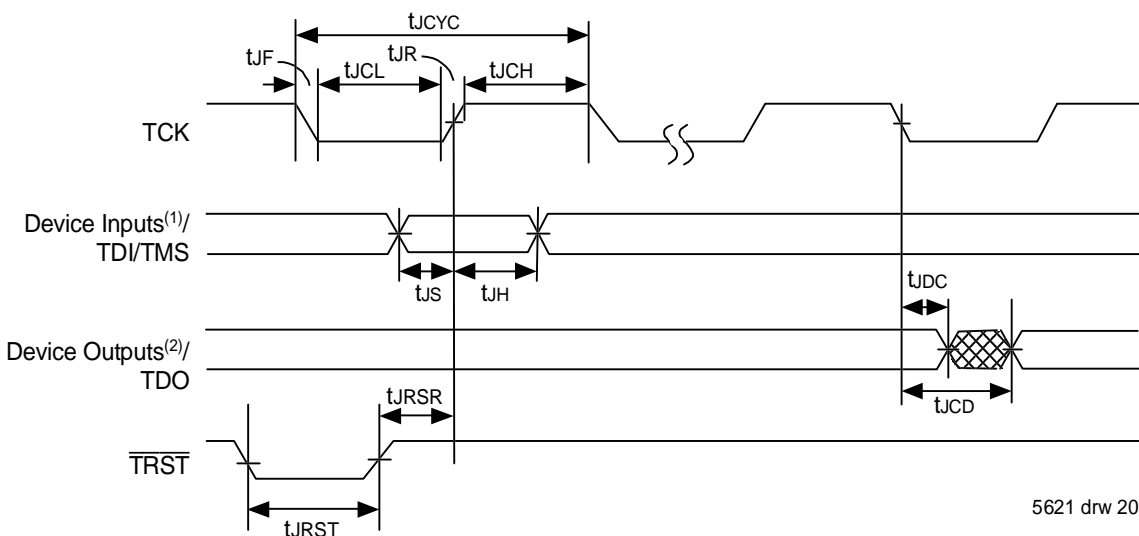 tJCYC
tJF
tJCL
tJR
tJCH
TCK
Device Inputs(1)/
TDI/TMS
tJS
tJH
tJDC
Device Outputs(2)/
TDO
tJCD
tJRSR
TRST
tJRST
5621 drw 20